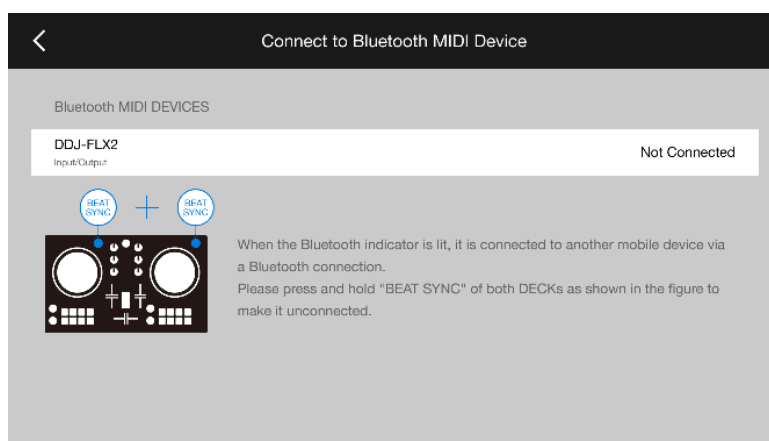 Connect to Bluetooth MIDI Device
Bluetooth MIDI DEVICES
DDJ-FLX2
Input/Output
Not Connected
BEAT
SYNC
BEAT
SYNC
When the Bluetooth indicator is lit, it is connected to another mobile device via
a Bluetooth connection.
Please press and hold "BEAT SYNC" of both DECKs as shown in the figure to
make it unconnected.